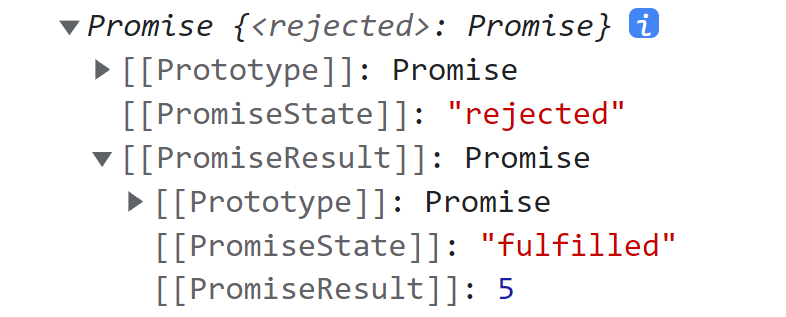 Promise {<rejected>: Promise} i
[[Prototype]]: Promise
[[PromiseState]]: "rejected"
[[PromiseResult]]: Promise
[[Prototype]]: Promise
[[PromiseState]]: "fulfilled"
[[PromiseResult]]: 5